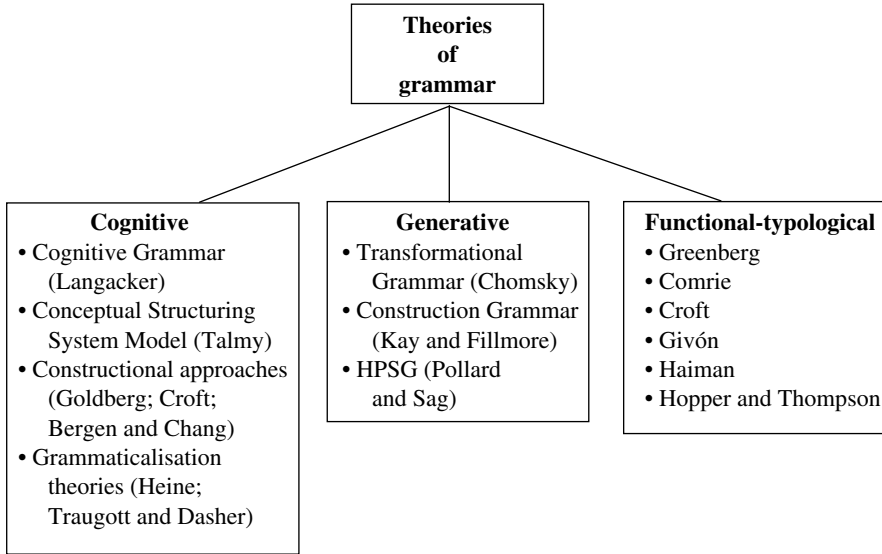 Theories
of
grammar
Cognitive
• Cognitive Grammar
(Langacker)
• Conceptual Structuring
System Model (Talmy)
• Constructional approaches
(Goldberg; Croft;
Bergen and Chang)
• Grammaticalisation
theories (Heine;
Traugott and Dasher)
Generative
• Transformational
Grammar (Chomsky)
• Construction Grammar
(Kay and Fillmore)
• HPSG (Pollard
and Sag)
Functional-typological
• Greenberg
• Comrie
• Croft
• Givón
• Haiman
• Hopper and Thompson